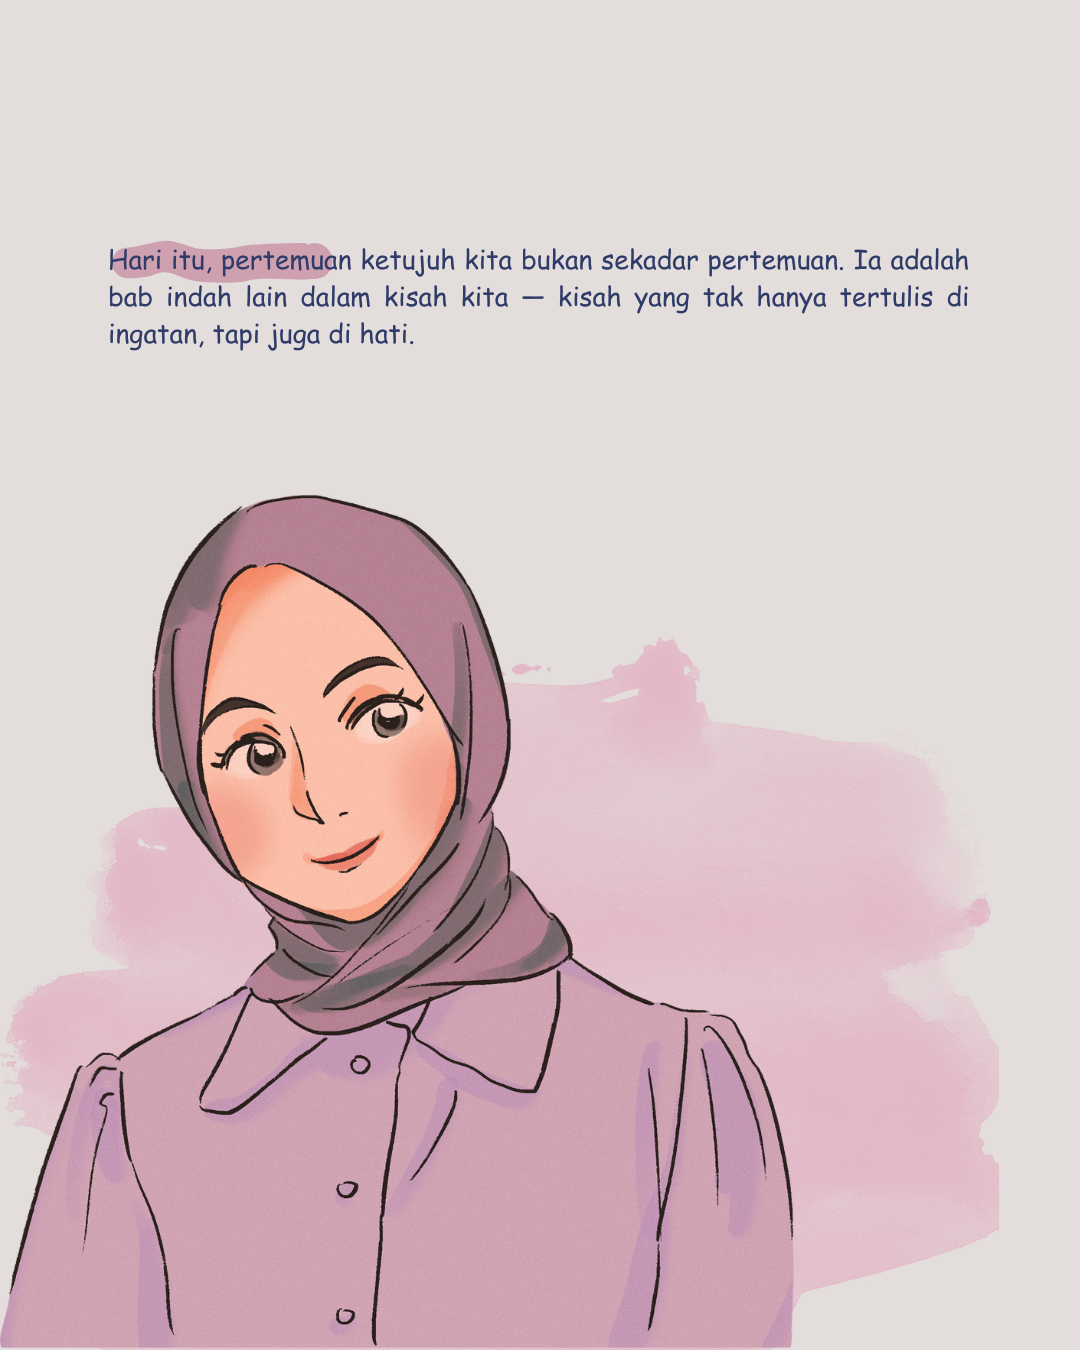 Hari itu, pertemuan ketujuh kita bukan sekadar pertemuan. Ia adalah
bab indah lain dalam kisah kita — kisah yang tak hanya tertulis di
ingatan, tapi juga di hati.